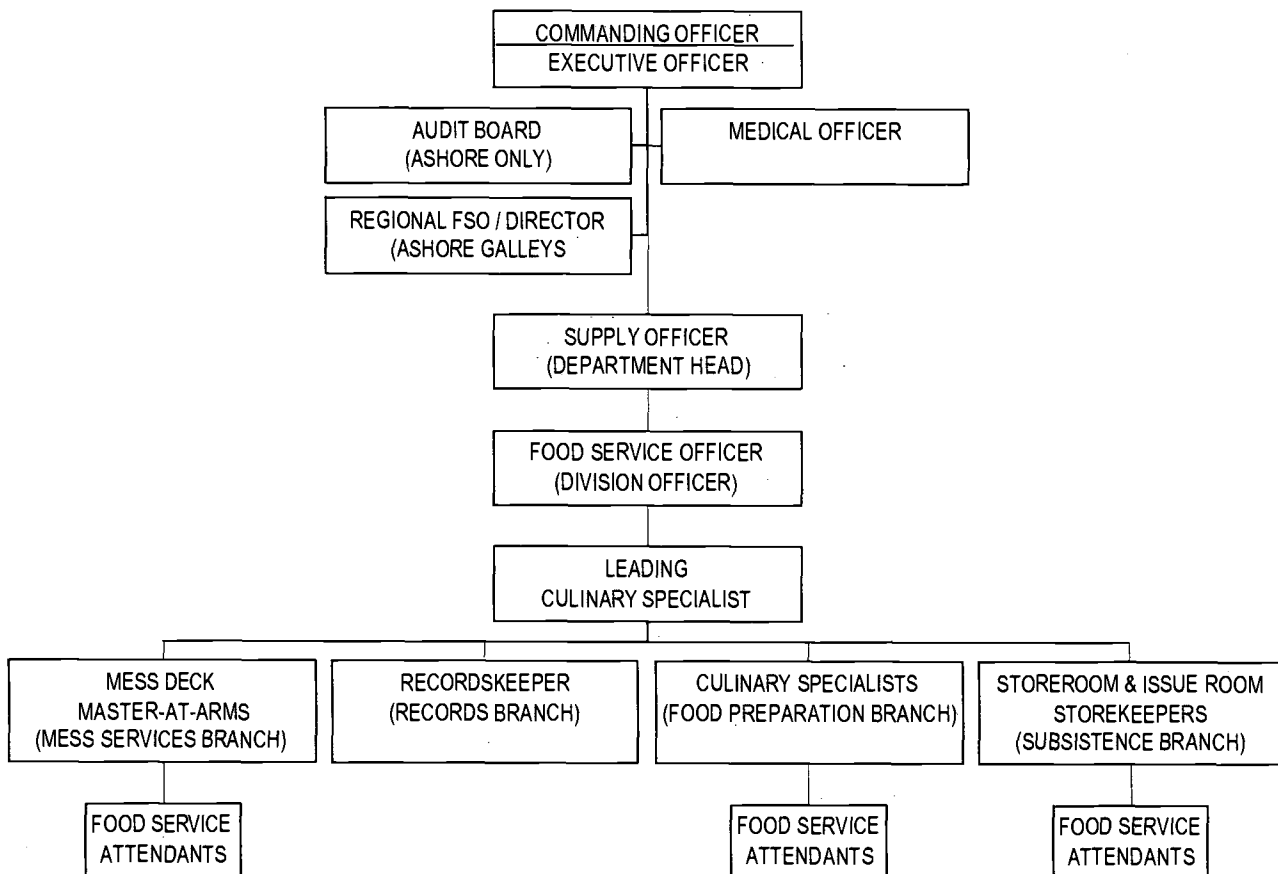 COMMANDING OFFICER
EXECUTIVE OFFICER
AUDIT BOARD
(ASHORE ONLY)
MEDICAL OFFICER
REGIONAL FSO / DIRECTOR
(ASHORE GALLEYS
SUPPLY OFFICER
(DEPARTMENT HEAD)
FOOD SERVICE OFFICER
(DIVISION OFFICER)
LEADING
CULINARY SPECIALIST
MESS DECK
MASTER-AT-ARMS
(MESS SERVICES BRANCH)
RECORDSKEEPER
(RECORDS BRANCH)
CULINARY SPECIALISTS
(FOOD PREPARATION BRANCH)
STOREROOM & ISSUE ROOM
STOREKEEPERS
(SUBSISTENCE BRANCH)
FOOD SERVICE
ATTENDANTS
FOOD SERVICE
ATTENDANTS
FOOD SERVICE
ATTENDANTS